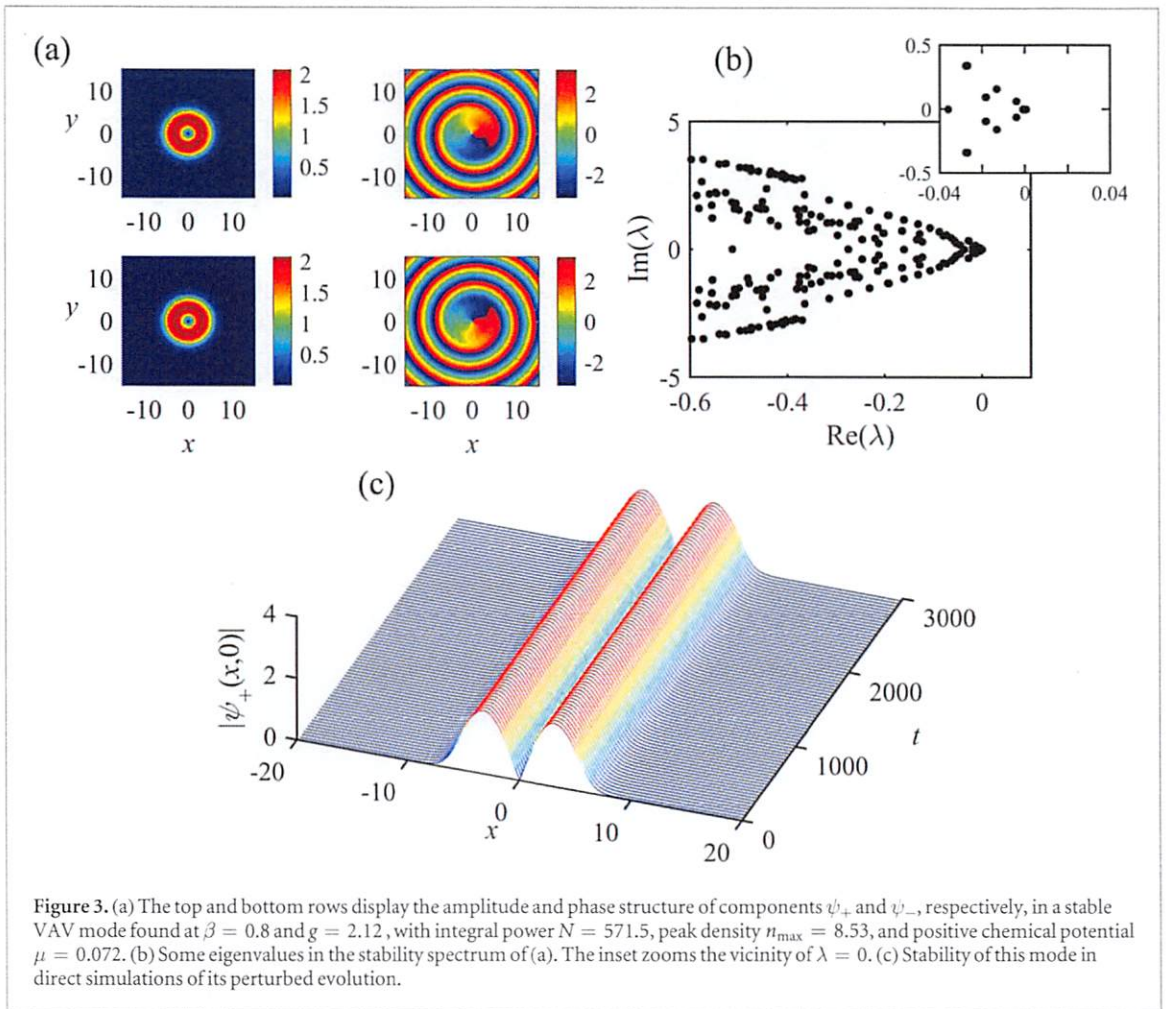 (a)
10
y 0
-10
-10 0 10
2
1.5
1
0.5
10
0
-10
-10 0 10
2
0
-2
10
y 0
-10
-10 0 10
x
2
1.5
1
0.5
10
0
-10
-10 0 10
x
2
0
-2
(b)
0.5
0
-0.5
-0.04 0 0.04
5
0
-5
Im(λ)
-0.6 -0.4 -0.2 0
Re(λ)
(c)
4
2
0
|ψ+(x,0)|
-20 -10 0 10 20
x
3000
2000
1000
0
t
Figure 3. (a) The top and bottom rows display the amplitude and phase structure of components ψ+ and ψ−, respectively, in a stable
VAV mode found at β = 0.8 and g = 2.12, with integral power N = 571.5, peak density nmax = 8.53, and positive chemical potential
μ = 0.072. (b) Some eigenvalues in the stability spectrum of (a). The inset zooms the vicinity of λ = 0. (c) Stability of this mode in
direct simulations of its perturbed evolution.